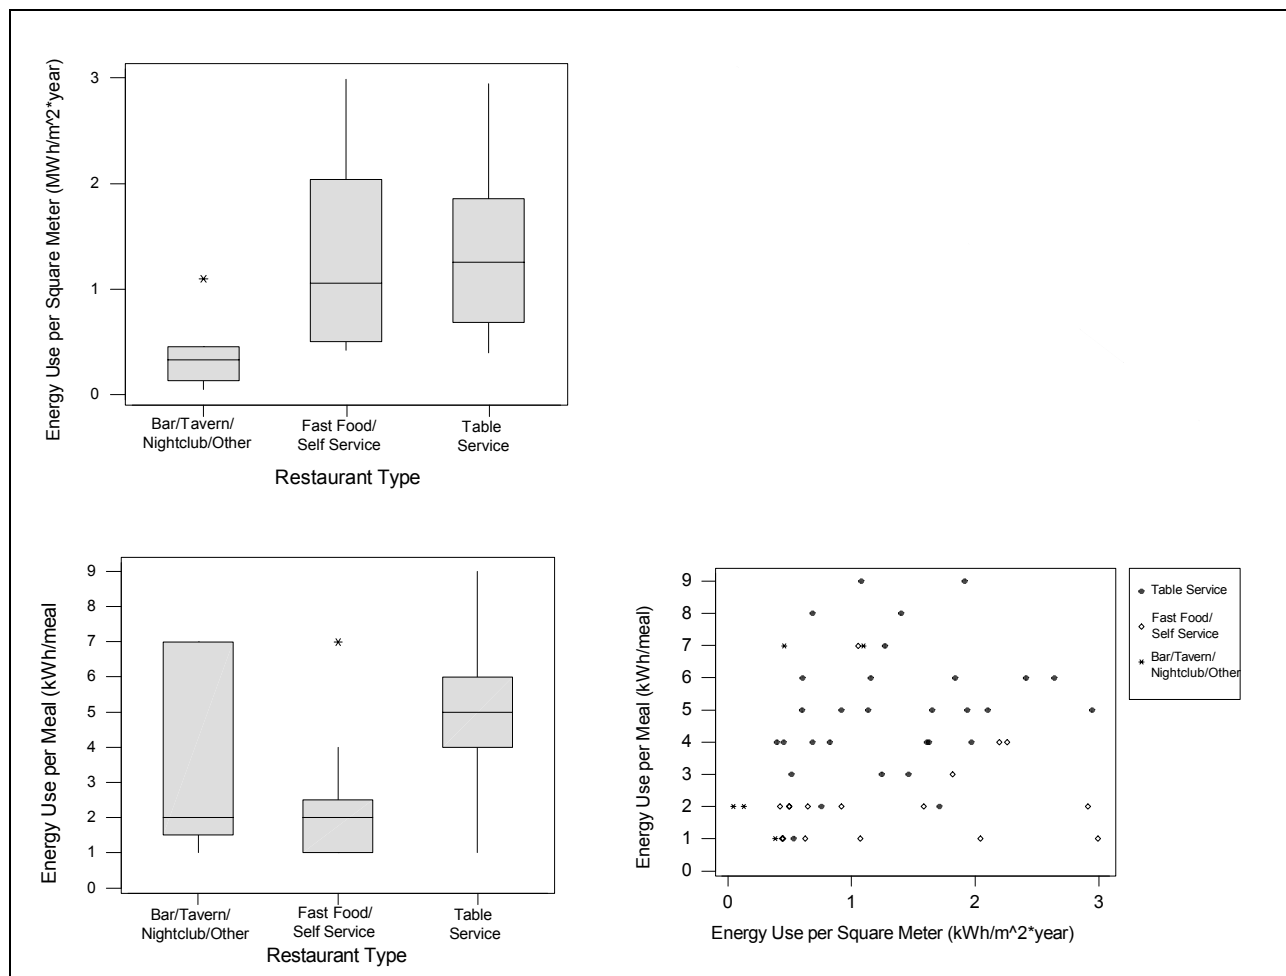 Energy Use per Square Meter (MWh/m^2*year)
3
2
1
0
Bar/Tavern/
Nightclub/Other
Fast Food/
Self Service
Table
Service
Restaurant Type
Energy Use per Meal (kWh/meal)
9
8
7
6
5
4
3
2
1
0
Bar/Tavern/
Nightclub/Other
Fast Food/
Self Service
Table
Service
Restaurant Type
Energy Use per Meal (kWh/meal)
9
8
7
6
5
4
3
2
1
0
0 1 2 3
Energy Use per Square Meter (kWh/m^2*year)
Table Service
Fast Food/
Self Service
Bar/Tavern/
Nightclub/Other